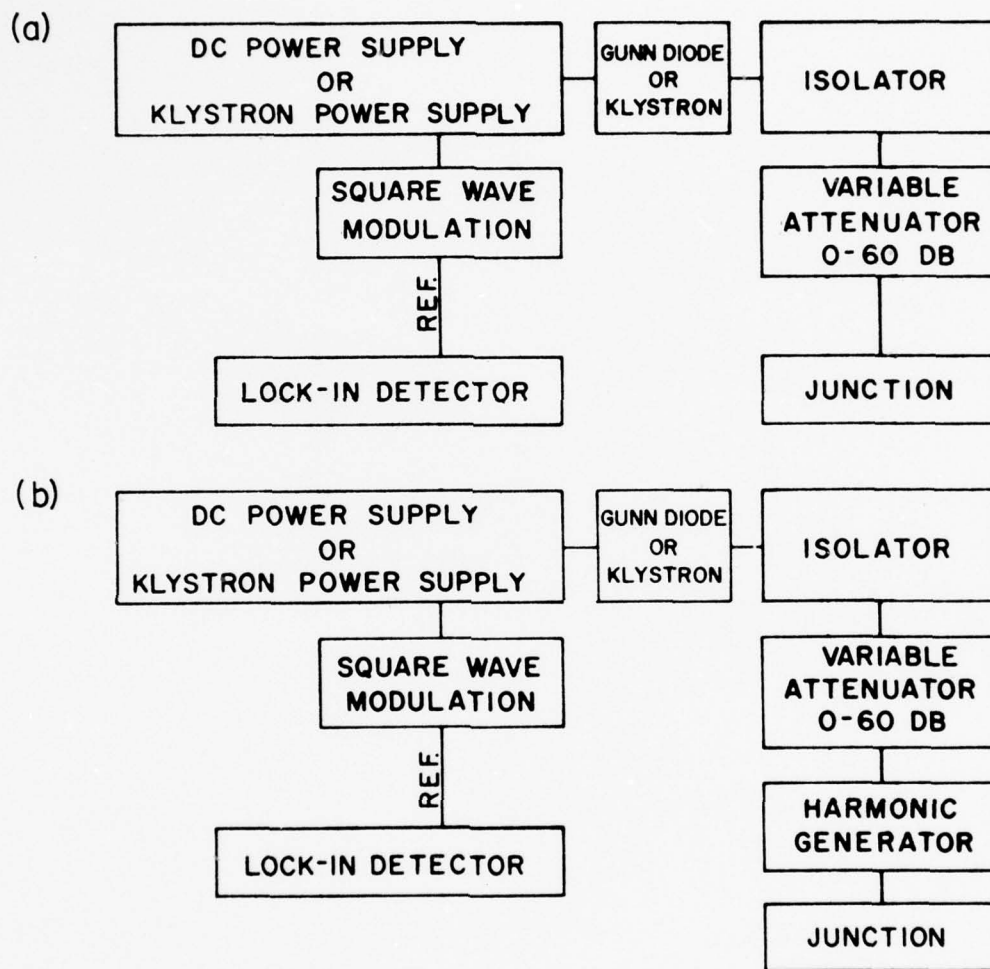 (a)
DC POWER SUPPLY
OR
KLYSTRON POWER SUPPLY
GUNN DIODE
OR
KLYSTRON
ISOLATOR
SQUARE WAVE
MODULATION
VARIABLE
ATTENUATOR
0-60 DB
REF.
LOCK-IN DETECTOR
JUNCTION
(b)
DC POWER SUPPLY
OR
KLYSTRON POWER SUPPLY
GUNN DIODE
OR
KLYSTRON
ISOLATOR
SQUARE WAVE
MODULATION
VARIABLE
ATTENUATOR
0-60 DB
REF.
LOCK-IN DETECTOR
HARMONIC
GENERATOR
JUNCTION